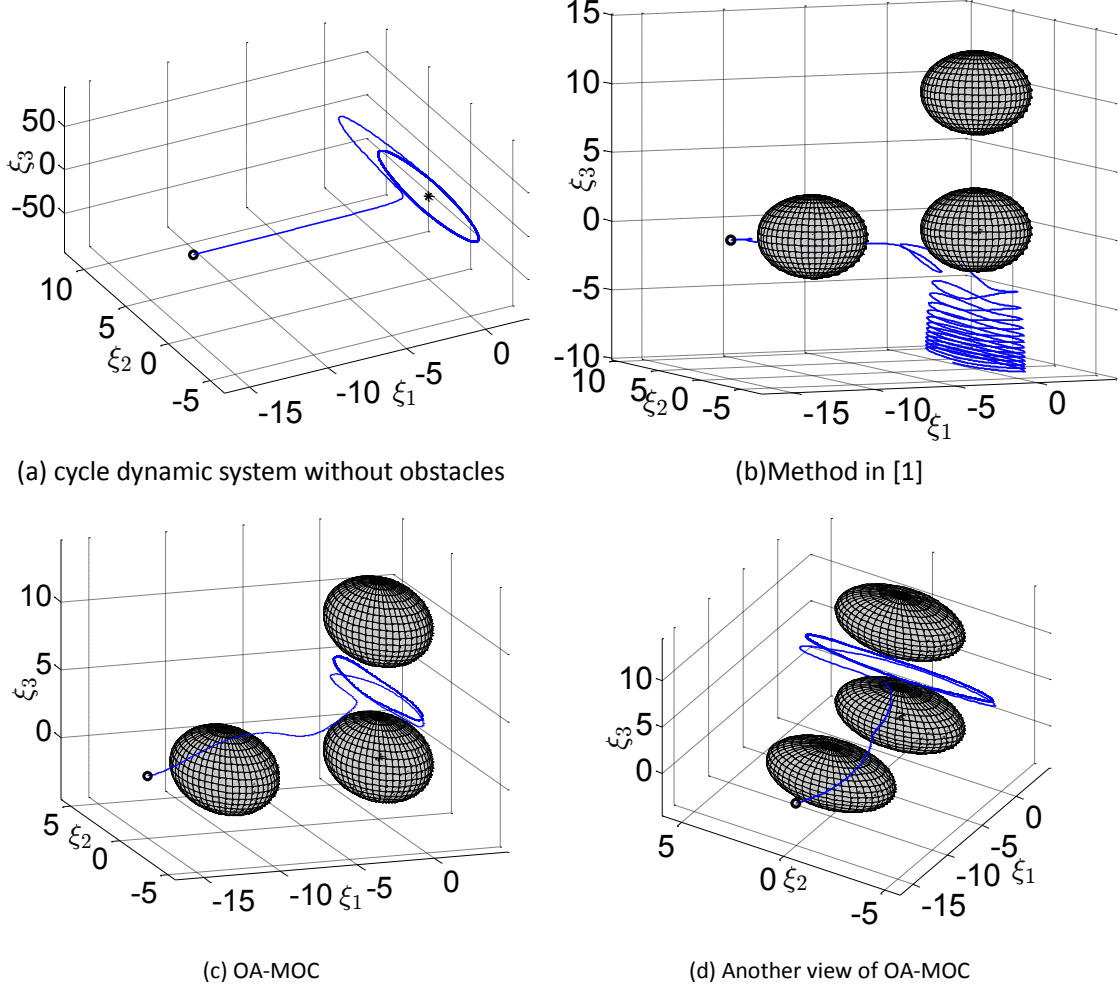 50
0
-50
ξ3
10
5
0
-5
ξ2
-15
-10
-5
0
ξ1
(a) cycle dynamic system without obstacles
15
10
5
0
-5
-10
ξ3
10
5
0
-5
ξ2
-15
-10
-5
0
ξ1
(b)Method in [1]
10
5
0
ξ3
5
0
-5
ξ2
-15
-10
-5
0
ξ1
(c) OA-MOC
10
5
0
ξ3
5
0
-5
ξ2
0
-5
-10
-15
ξ1
(d) Another view of OA-MOC